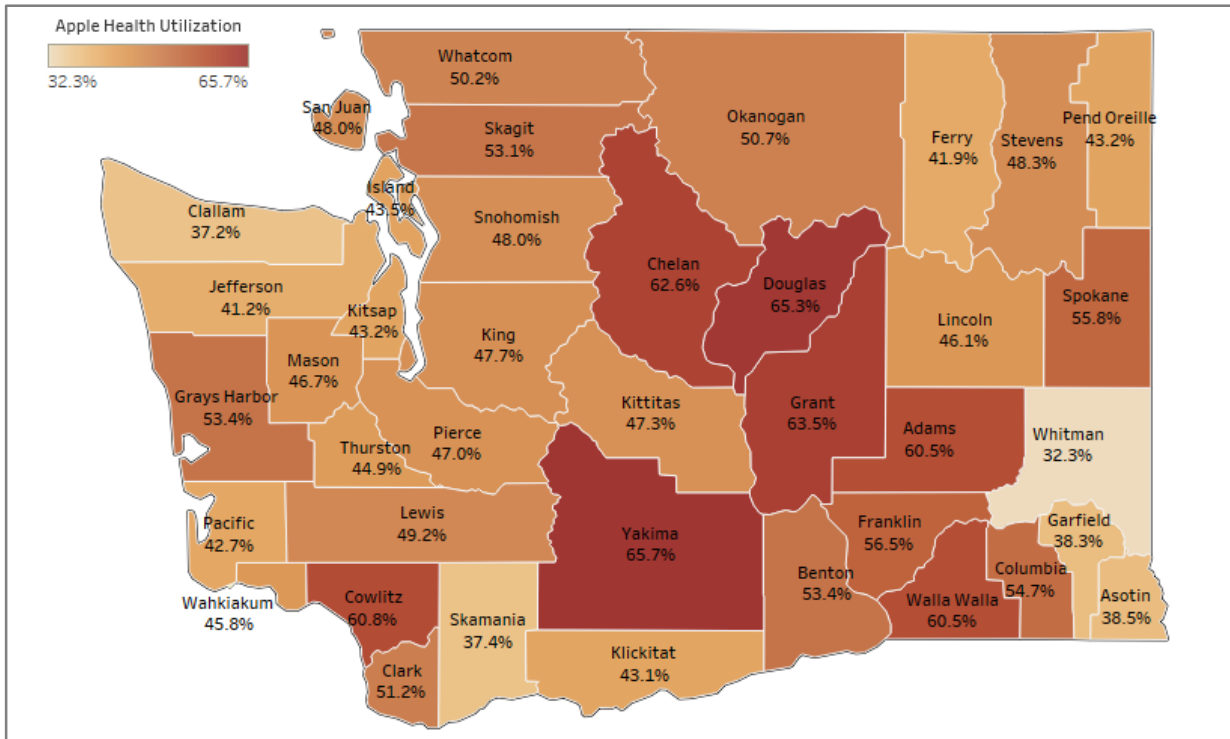 Apple Health Utilization
32.3% 65.7%
Whatcom
50.2%
San Juan
48.0%
Skagit
53.1%
Okanogan
50.7%
Ferry
41.9%
Stevens
48.3%
Pend Oreille
43.2%
Island
43.5%
Clallam
37.2%
Snohomish
48.0%
Chelan
62.6%
Douglas
65.3%
Jefferson
41.2%
Kitsap
43.2%
King
47.7%
Lincoln
46.1%
Spokane
55.8%
Mason
46.7%
Grays Harbor
53.4%
Kittitas
47.3%
Grant
63.5%
Adams
60.5%
Whitman
32.3%
Thurston
44.9%
Pierce
47.0%
Pacific
42.7%
Lewis
49.2%
Yakima
65.7%
Franklin
56.5%
Garfield
38.3%
Benton
53.4%
Columbia
54.7%
Wahkiakum
45.8%
Cowlitz
60.8%
Skamania
37.4%
Walla Walla
60.5%
Asotin
38.5%
Klickitat
43.1%
Clark
51.2%